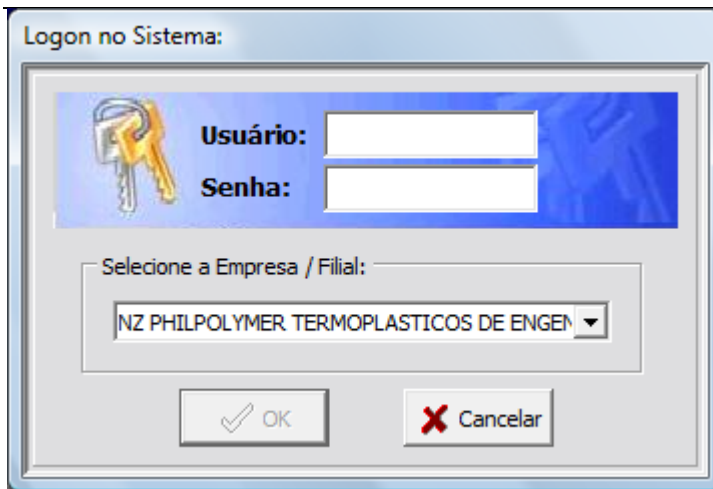 Logon no Sistema:
Usuário:
Senha:
Selecione a Empresa / Filial:
NZ PHILPOLYMER TERMOPLASTICOS DE ENGEN
OK
Cancelar